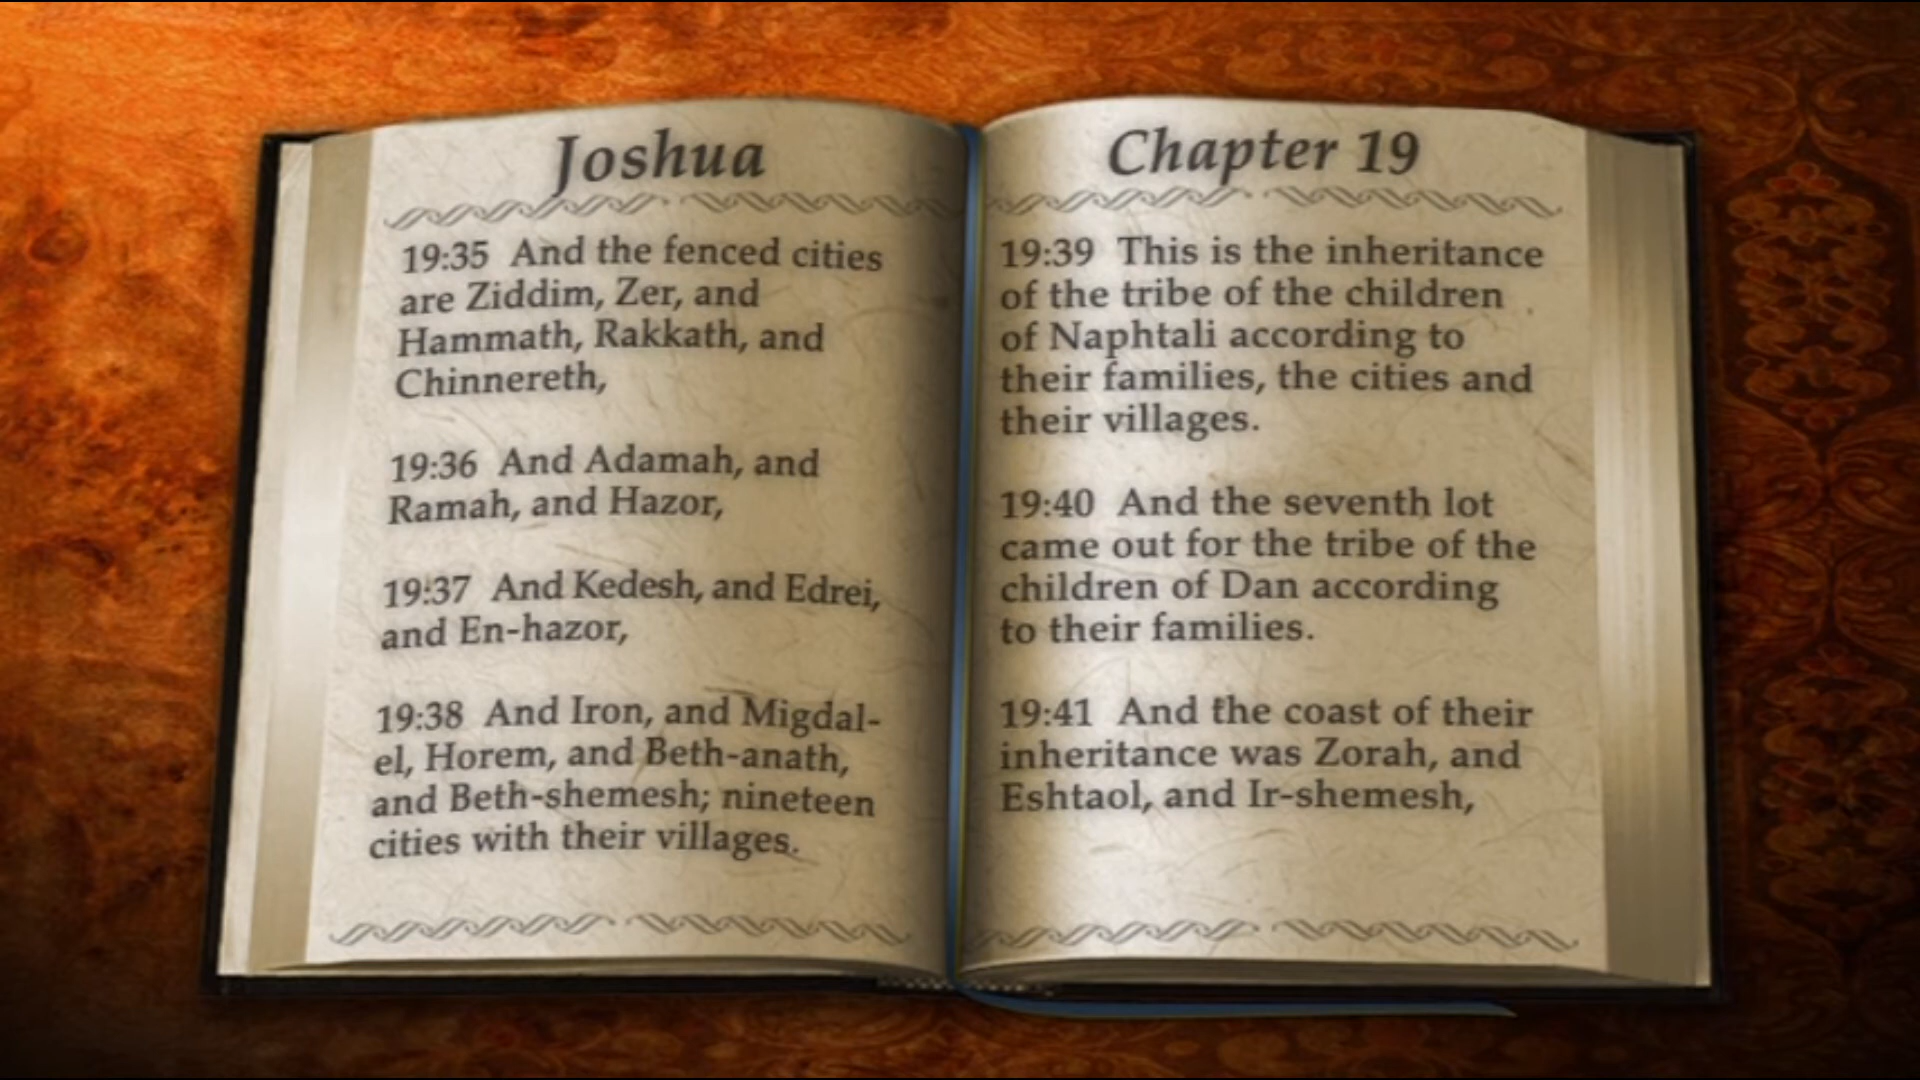 Joshua
19:35 And the fenced cities
are Ziddim, Zer, and
Hammath, Rakkath, and
Chinnereth,
19:36 And Adamah, and
Ramah, and Hazor,
19:37 And Kedesh, and Edrei,
and En-hazor,
19:38 And Iron, and Migdal-
el, Horem, and Beth-anath,
and Beth-shemesh; nineteen
cities with their villages.
Chapter 19
19:39 This is the inheritance
of the tribe of the children
of Naphtali according to
their families, the cities and
their villages.
19:40 And the seventh lot
came out for the tribe of the
children of Dan according
to their families.
19:41 And the coast of their
inheritance was Zorah, and
Eshtaol, and Ir-shemesh,